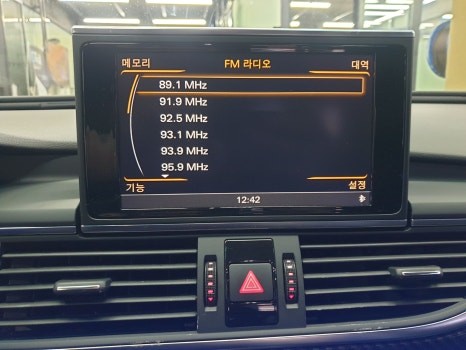 메모리 FM 라디오 대역
89.1 MHz
91.9 MHz
92.5 MHz
93.1 MHz
93.9 MHz
95.9 MHz
기능 설정
12:42